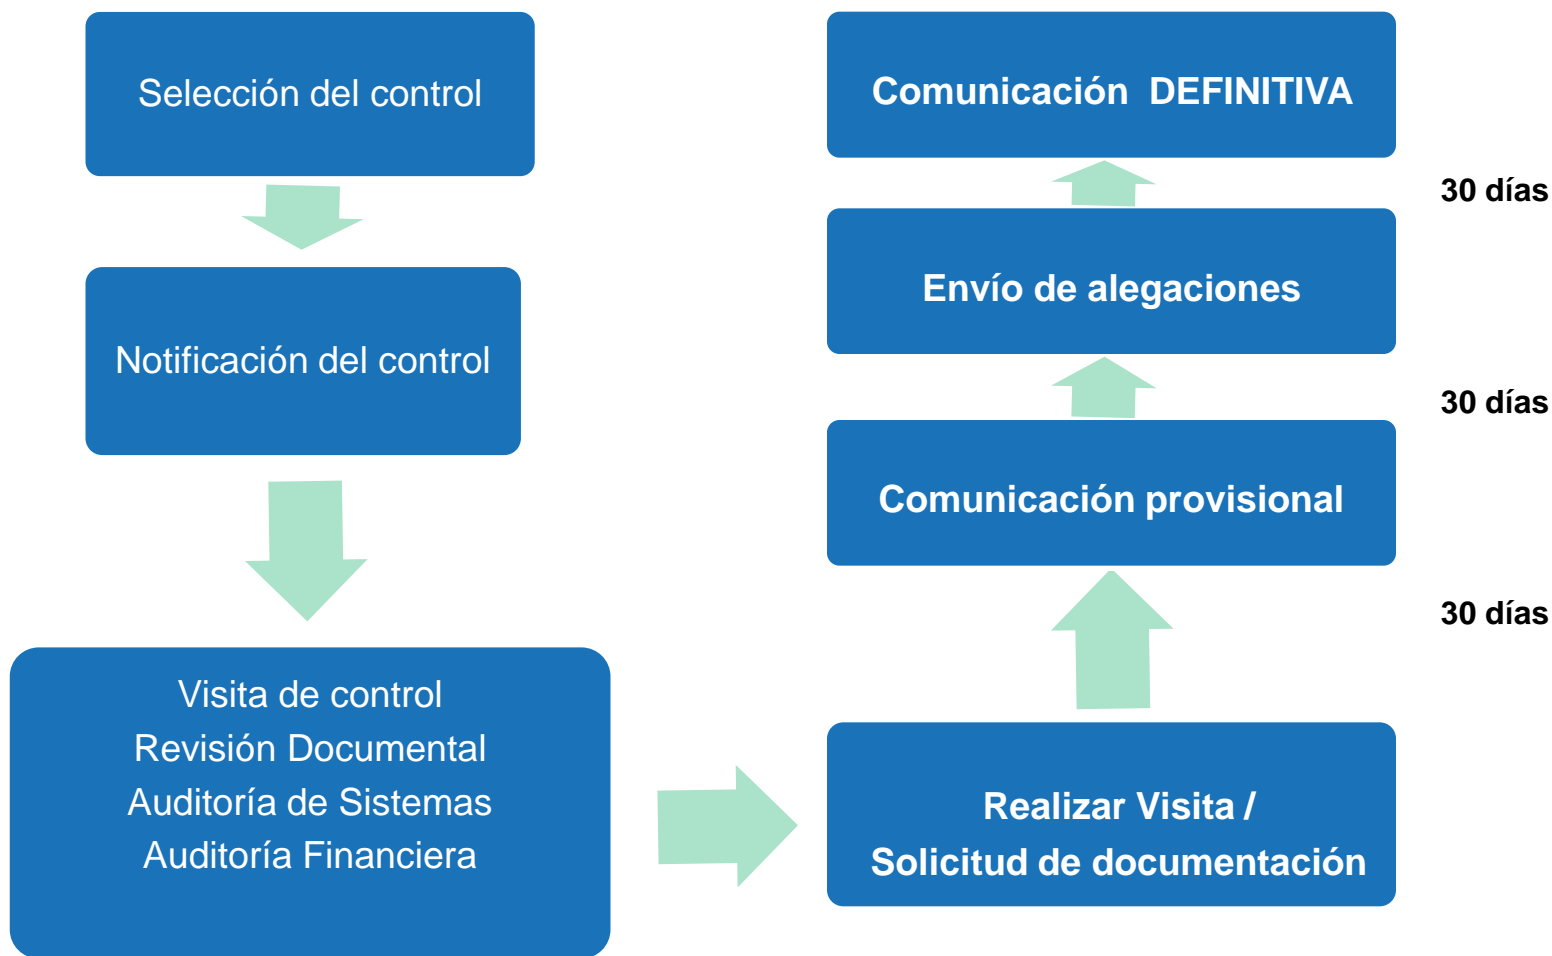 Selección del control
Notificación del control
Visita de control
Revisión Documental
Auditoría de Sistemas
Auditoría Financiera
Realizar Visita /
Solicitud de documentación
30 días
Comunicación provisional
30 días
Envío de alegaciones
30 días
Comunicación  DEFINITIVA